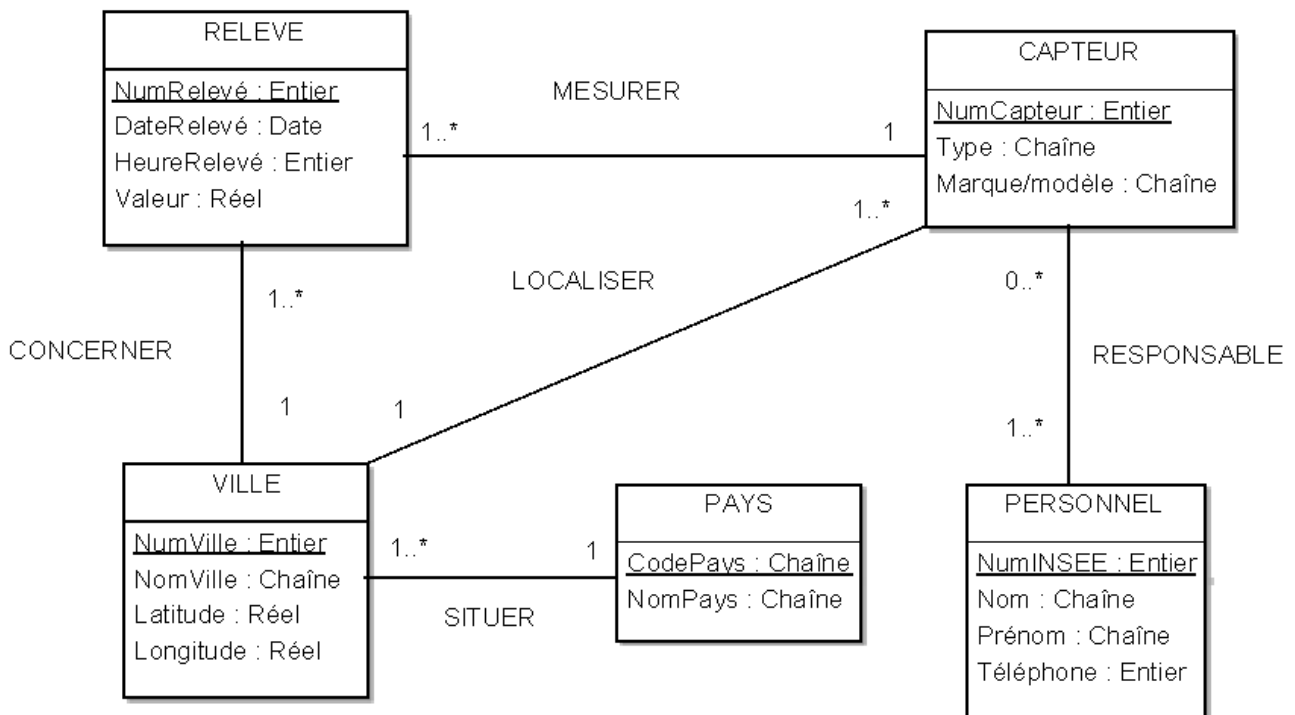 RELEVE
NumRelevé : Entier
DateRelevé : Date
HeureRelevé : Entier
Valeur : Réel
MESURER
1..*
1
CAPTEUR
NumCapteur : Entier
Type : Chaîne
Marque/modèle : Chaîne
1..*
LOCALISER
1
1..*
CONCERNER
1
0..*
RESPONSABLE
1..*
VILLE
NumVille : Entier
NomVille : Chaîne
Latitude : Réel
Longitude : Réel
1..*
1
SITUER
PAYS
CodePays : Chaîne
NomPays : Chaîne
PERSONNEL
NumINSEE : Entier
Nom : Chaîne
Prénom : Chaîne
Téléphone : Entier